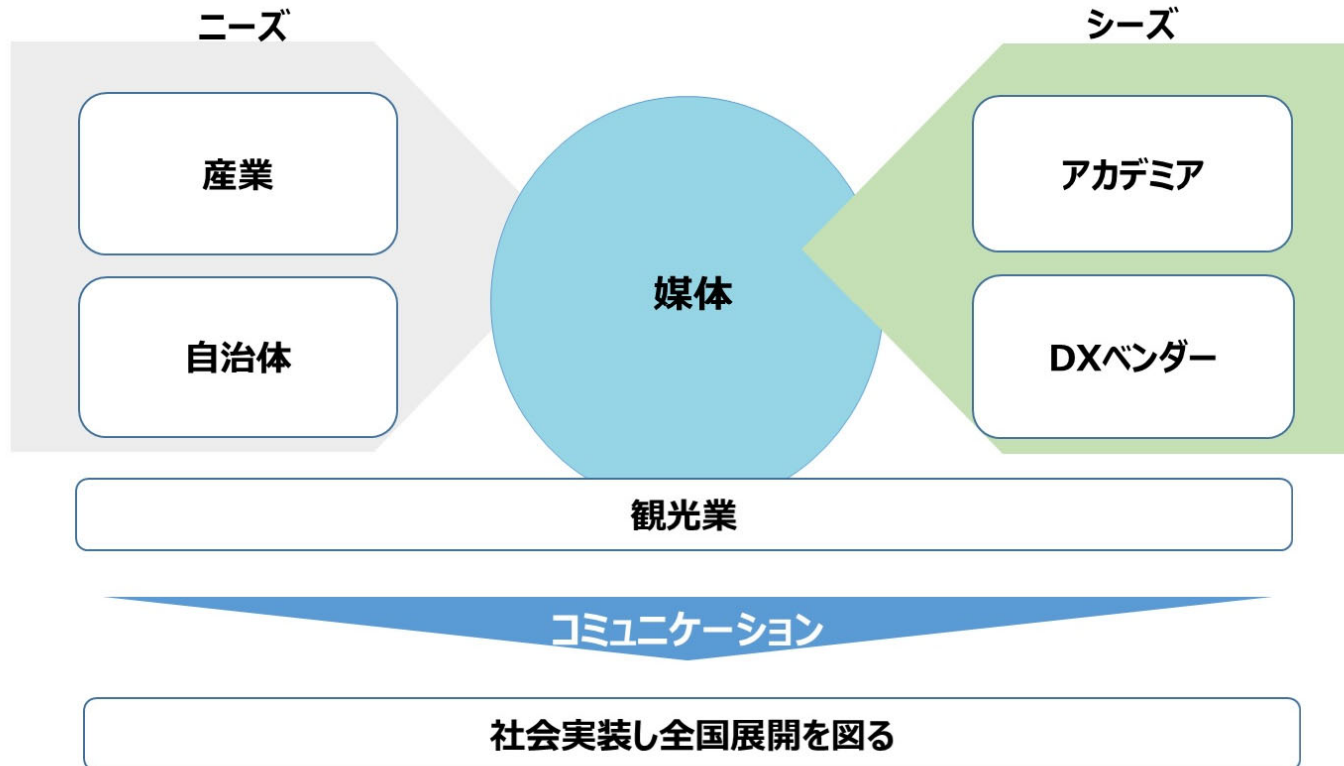 ニーズ
シーズ
産業
アカデミア
媒体
自治体
DXベンダー
観光業
コミュニケーション
社会実装し全国展開を図る